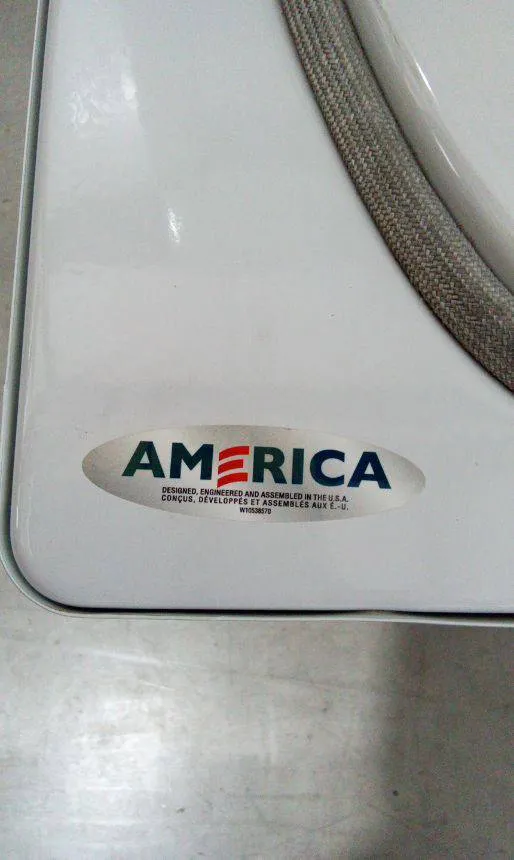 AMERICA
DESIGNED, ENGINEERED AND ASSEMBLED IN THE U.S.A.
CONÇUS, DÉVELOPPÉS ET ASSEMBLÉS AUX É.-U.
W10538570